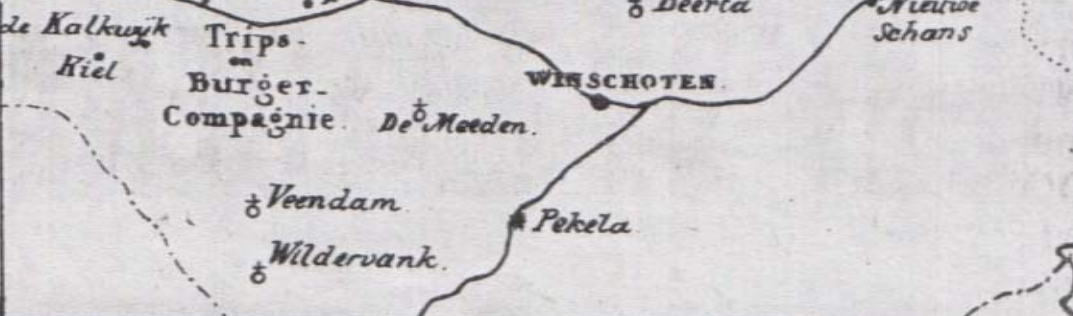 Beerta
Nieuwe
Schans
de Kalkwijk
Kiel
Trips-
en
Burger-
Compagnie.
WINSCHOTEN.
De Meeden.
Veendam.
Pekela.
Wildervank.